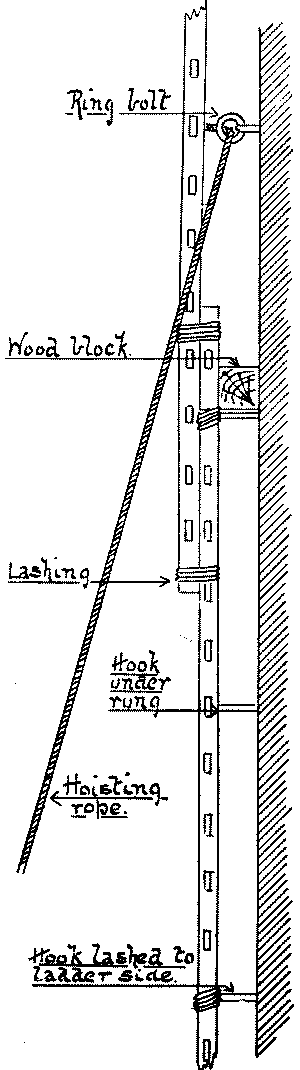 Ring bolt
Wood block.
Lashing
Hook
under
rung
Hoisting
rope.
Hook lashed to
ladder side.